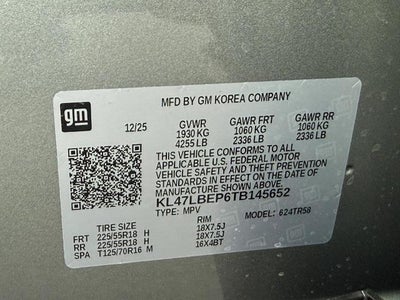 gm
MFD BY GM KOREA COMPANY
12/25 GVWR GAWR FRT GAWR RR
1930 KG 1060 KG 1060 KG
4255 LB 2336 LB 2336 LB
THIS VEHICLE CONFORMS TO ALL
APPLICABLE U.S. FEDERAL MOTOR
VEHICLE SAFETY AND THEFT PREVENTION
STANDARDS IN EFFECT ON THE DATE OF
MANUFACTURE SHOWN ABOVE.
KL47LBEP6TB145652
TYPE: MPV MODEL: 624TR58
TIRE SIZE RIM
FRT 225/55R18 H 18X7.5J
RR 225/55R18 H 18X7.5J
SPA T125/70R16 M 16X4BT